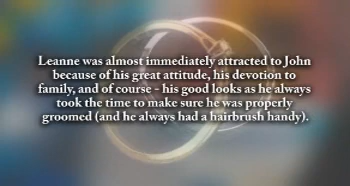 Leanne was almost immediately attracted to John
because of his great attitude, his devotion to
family, and of course - his good looks as he always
took the time to make sure he was properly
groomed (and he always had a hairbrush handy).